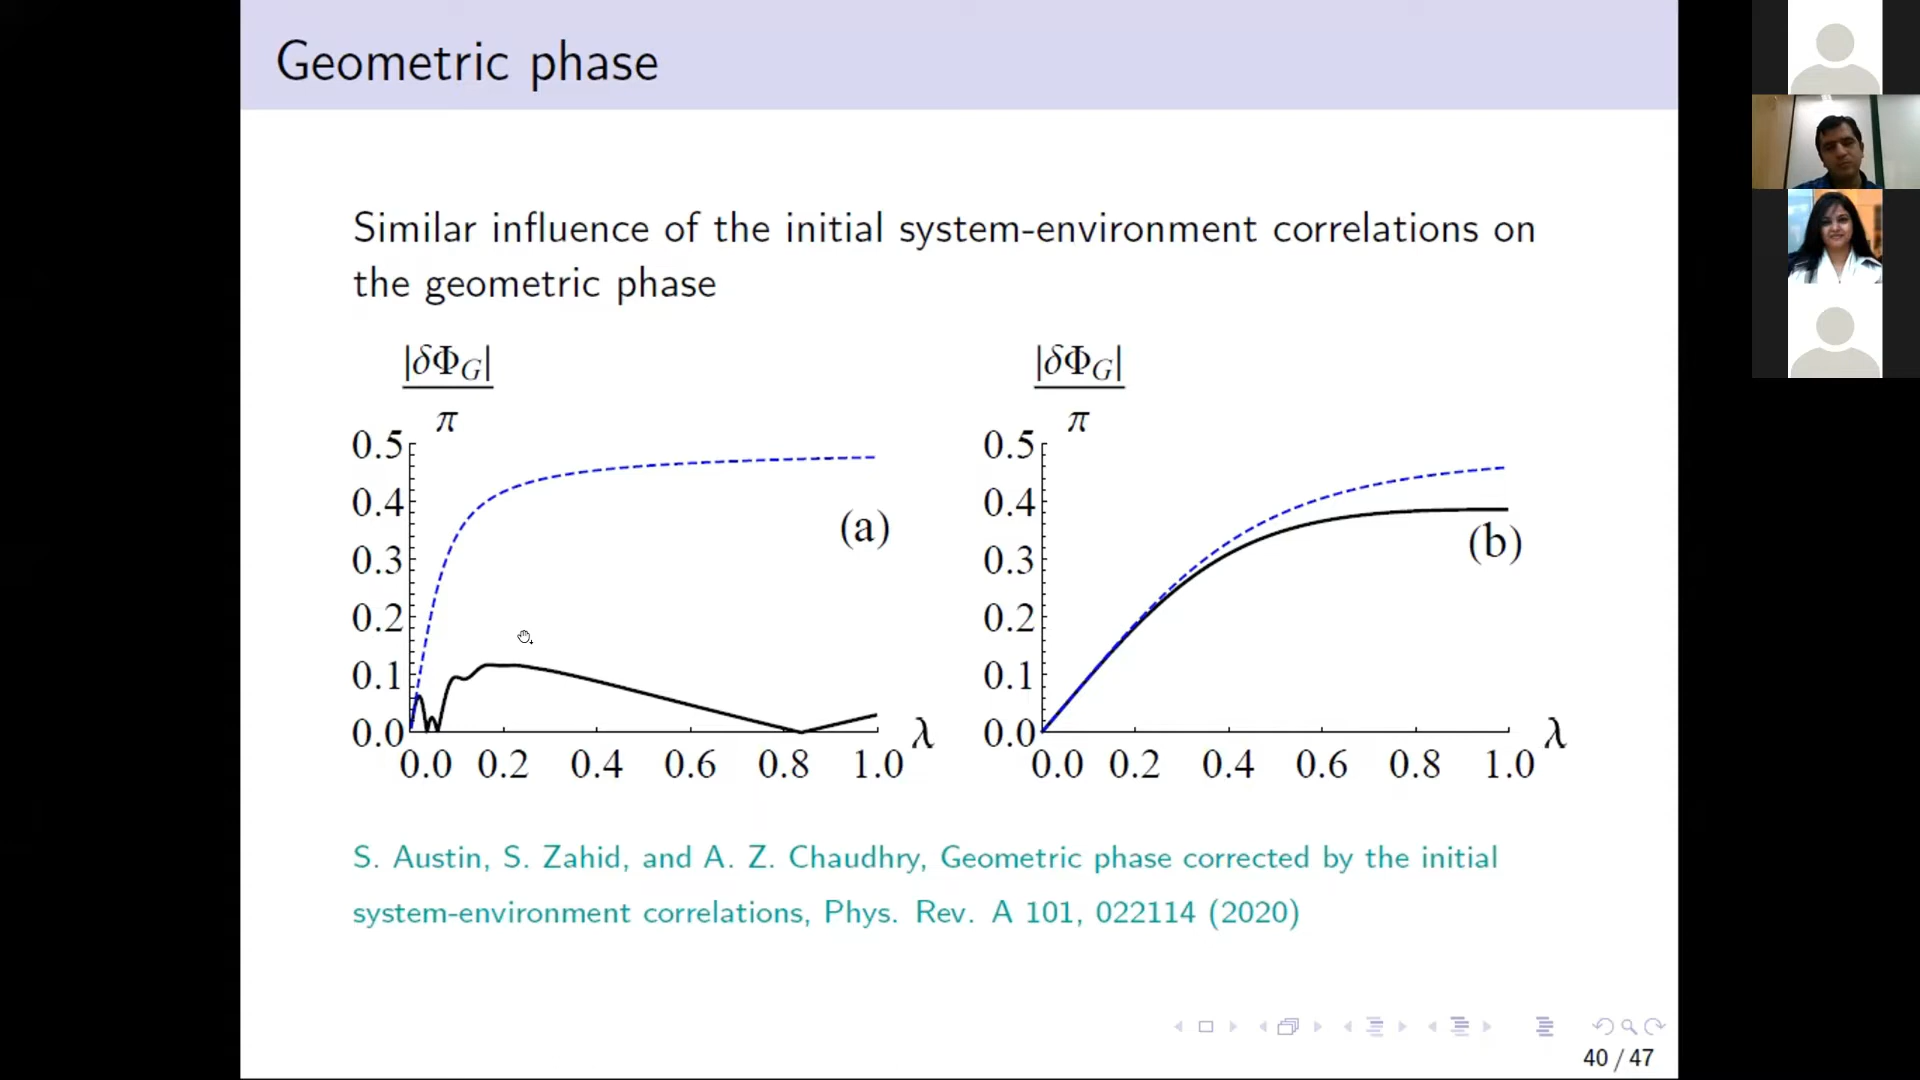 Geometric phase
Similar influence of the initial system-environment correlations on
the geometric phase
|δΦG|
π
0.5
0.4
0.3
0.2
0.1
0.0
0.0 0.2 0.4 0.6 0.8 1.0
λ
(a)
|δΦG|
π
0.5
0.4
0.3
0.2
0.1
0.0
0.0 0.2 0.4 0.6 0.8 1.0
λ
(b)
S. Austin, S. Zahid, and A. Z. Chaudhry, Geometric phase corrected by the initial
system-environment correlations, Phys. Rev. A 101, 022114 (2020)
40 / 47